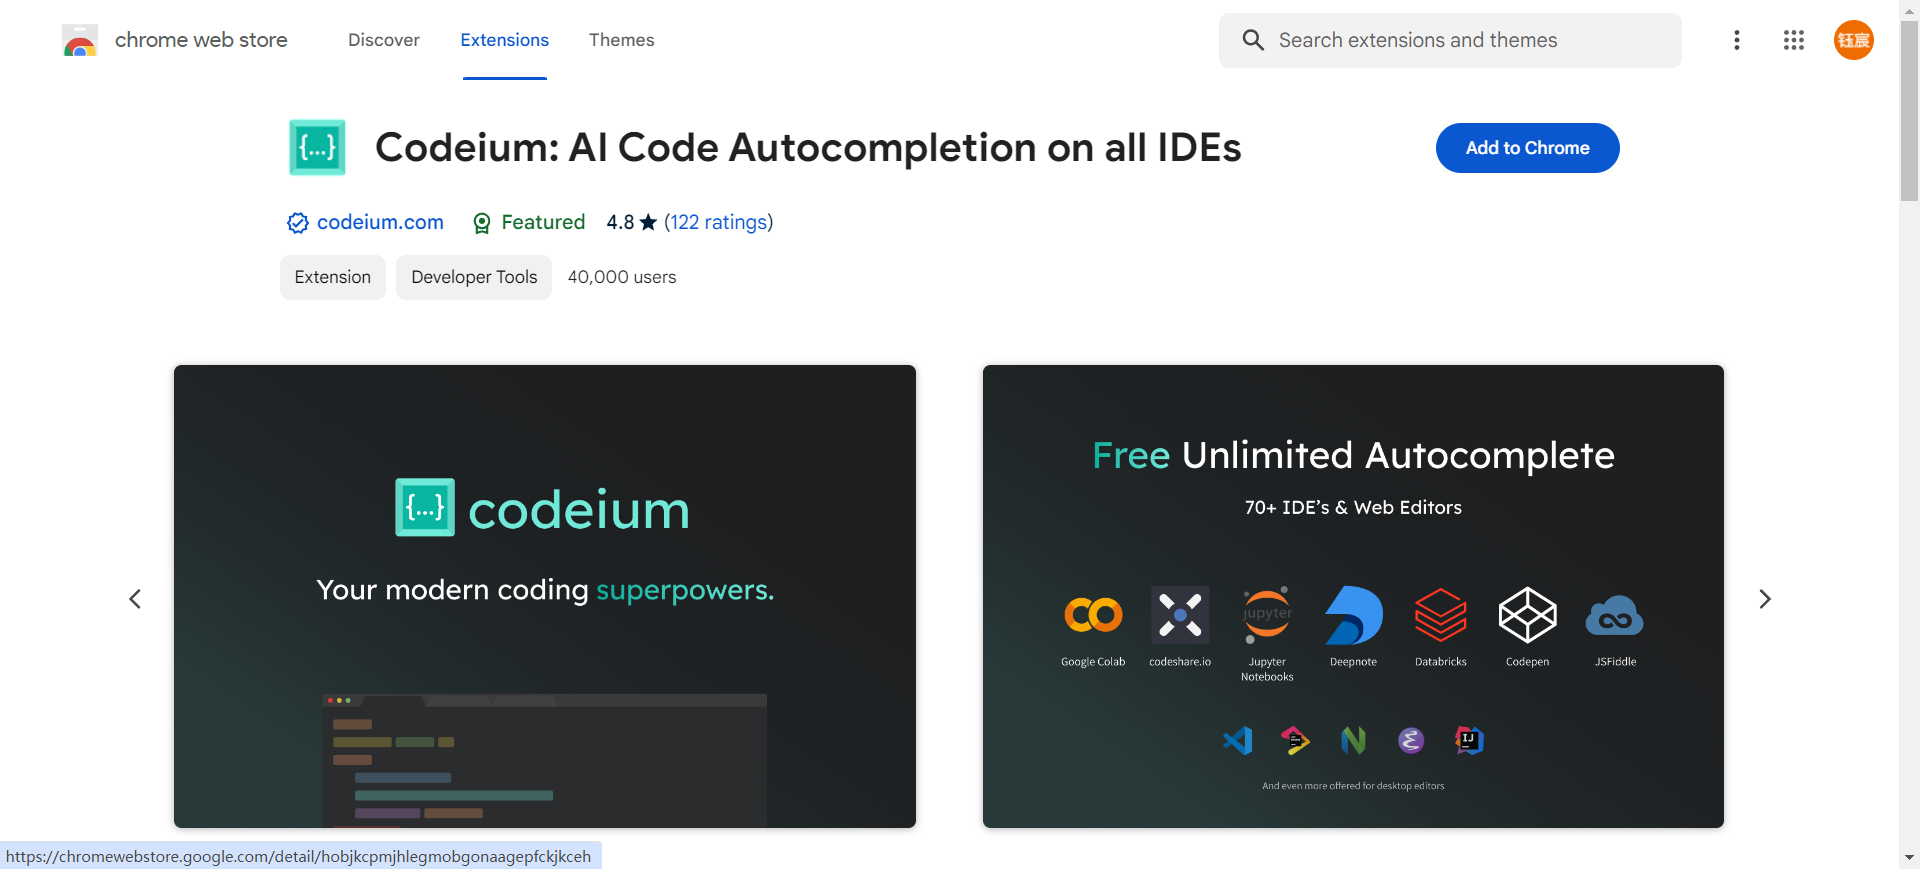 chrome web store
Discover
Extensions
Themes
Search extensions and themes
钰宸
{...}
Codeium: AI Code Autocompletion on all IDEs
Add to Chrome
codeium.com
Featured
4.8 ★ (122 ratings)
Extension
Developer Tools
40,000 users
{...} codeium
Your modern coding superpowers.
Free Unlimited Autocomplete
70+ IDE's & Web Editors
jupyter
Google Colab
codeshare.io
Jupyter
Notebooks
Deepnote
Databricks
Codepen
JSFiddle
IJ
And even more offered for desktop editors
https://chromewebstore.google.com/detail/hobjkcpmjhlegmobgonaagepfckjkceh